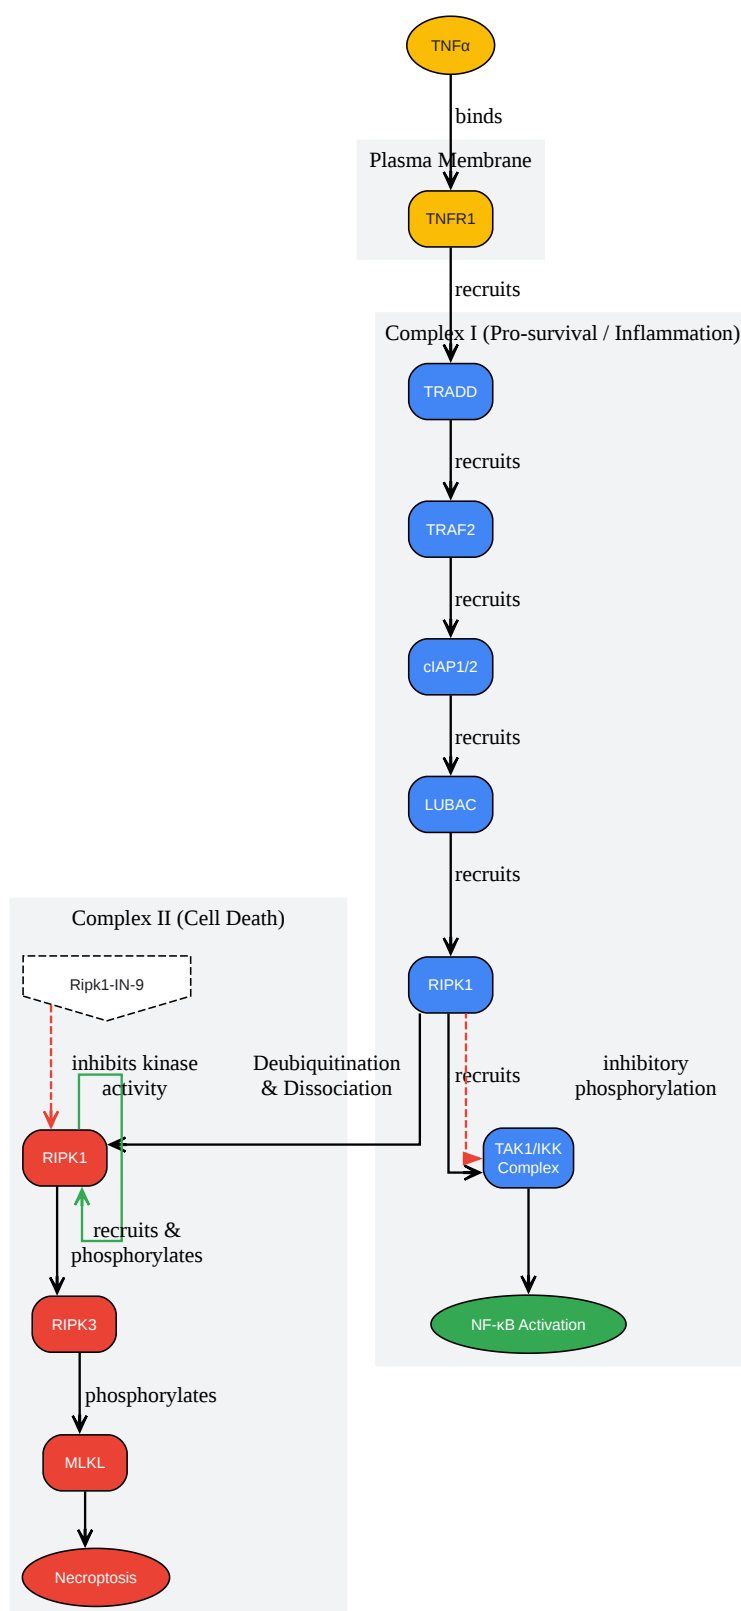 TNFα
binds
Plasma Membrane
TNFR1
recruits
Complex I (Pro-survival / Inflammation)
TRADD
recruits
TRAF2
recruits
cIAP1/2
recruits
LUBAC
recruits
RIPK1
Complex II (Cell Death)
Ripk1-IN-9
inhibits kinase
activity
Deubiquitination
& Dissociation
recruits
inhibitory
phosphorylation
RIPK1
TAK1/IKK
Complex
recruits &
phosphorylates
RIPK3
NF-κB Activation
phosphorylates
MLKL
Necroptosis